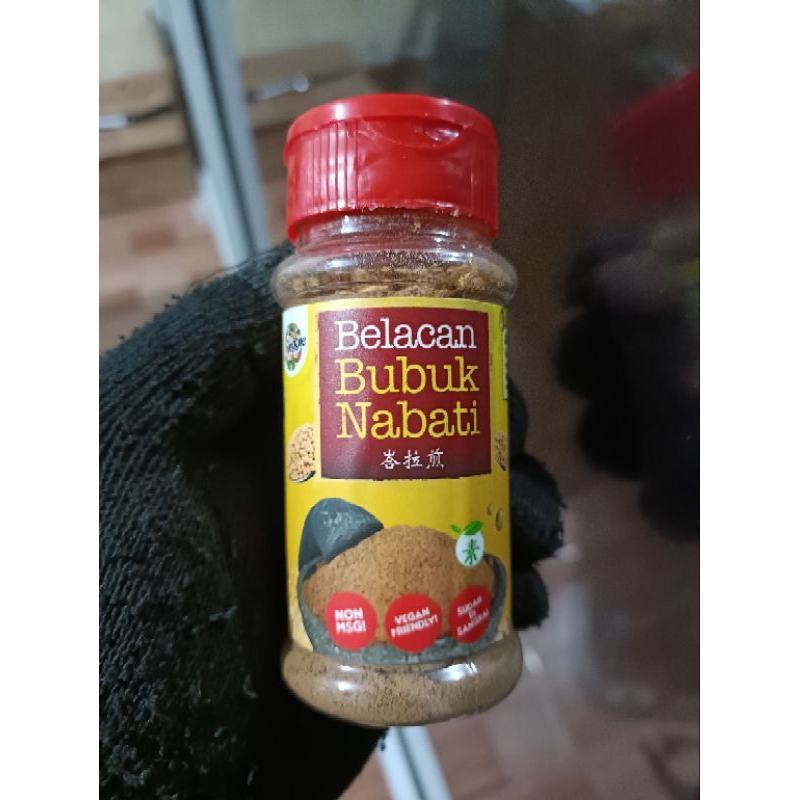 Belacan
Bubuk
Nabati
峇拉煎
素
NON
MSG!
VEGAN
FRIENDLY!
SUDAH
DI
SANGRAI